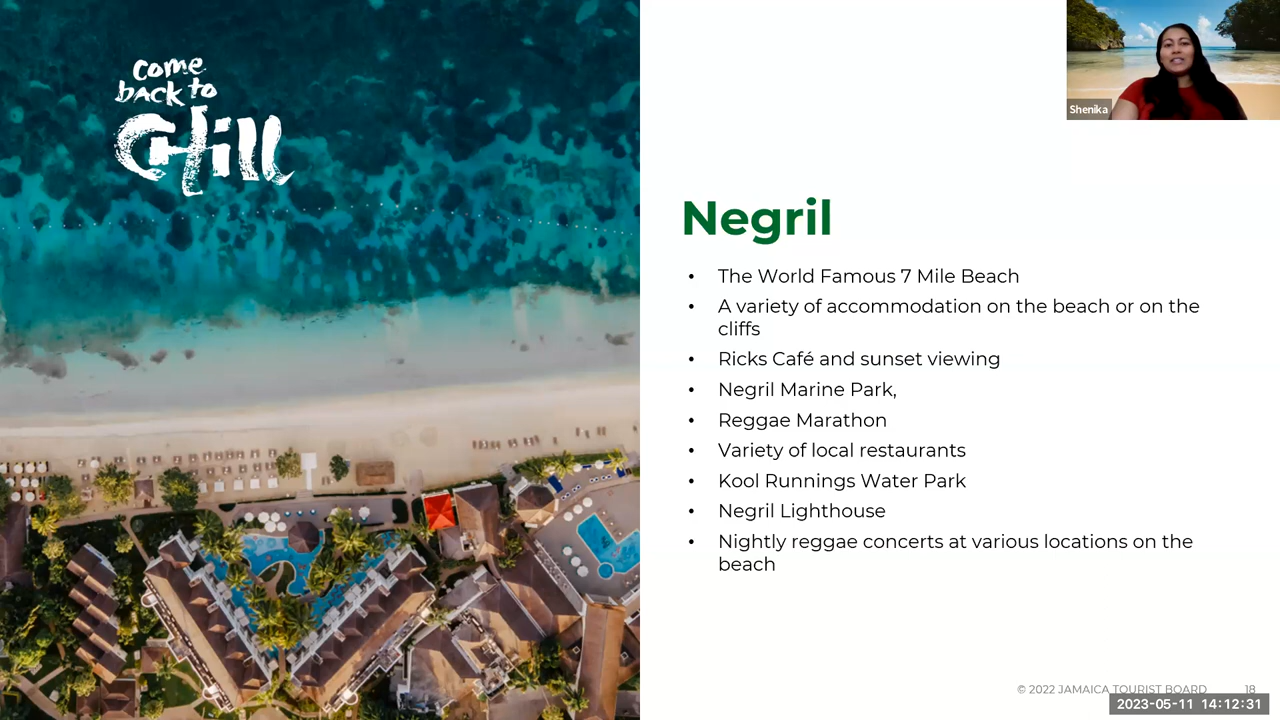 come
back to
Chill
Shenika
Negril
• The World Famous 7 Mile Beach
• A variety of accommodation on the beach or on the
cliffs
• Ricks Café and sunset viewing
• Negril Marine Park,
• Reggae Marathon
• Variety of local restaurants
• Kool Runnings Water Park
• Negril Lighthouse
• Nightly reggae concerts at various locations on the
beach
© 2022 JAMAICA TOURIST BOARD 18
2023-05-11 14:12:31